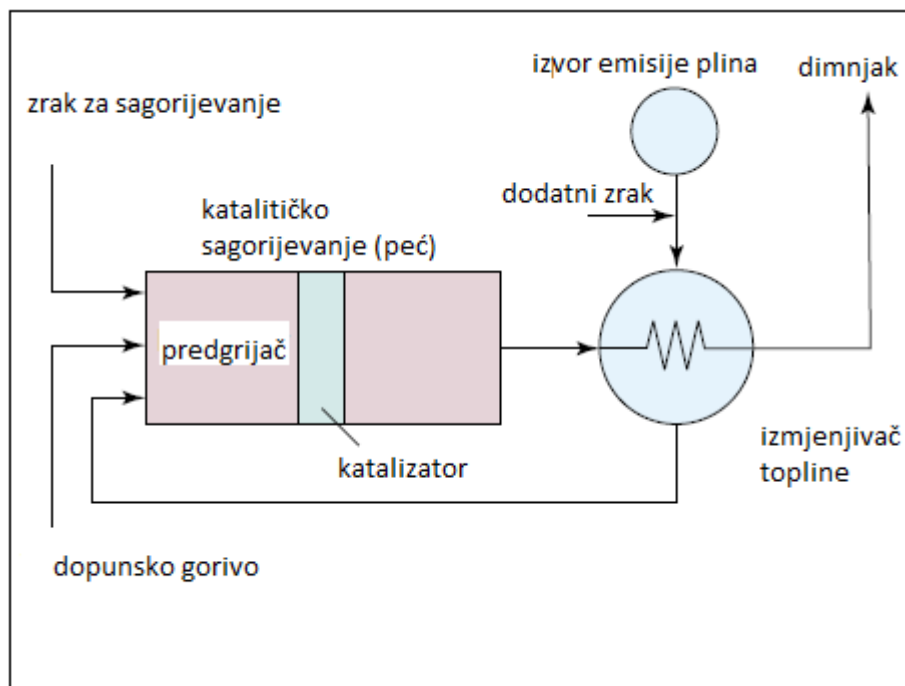 izvor emisije plina
dimnjak
zrak za sagorijevanje
dodatni zrak
katalitičko
sagorijevanje (peć)
predgrijač
katalizator
izmjenjivač
topline
dopunsko gorivo